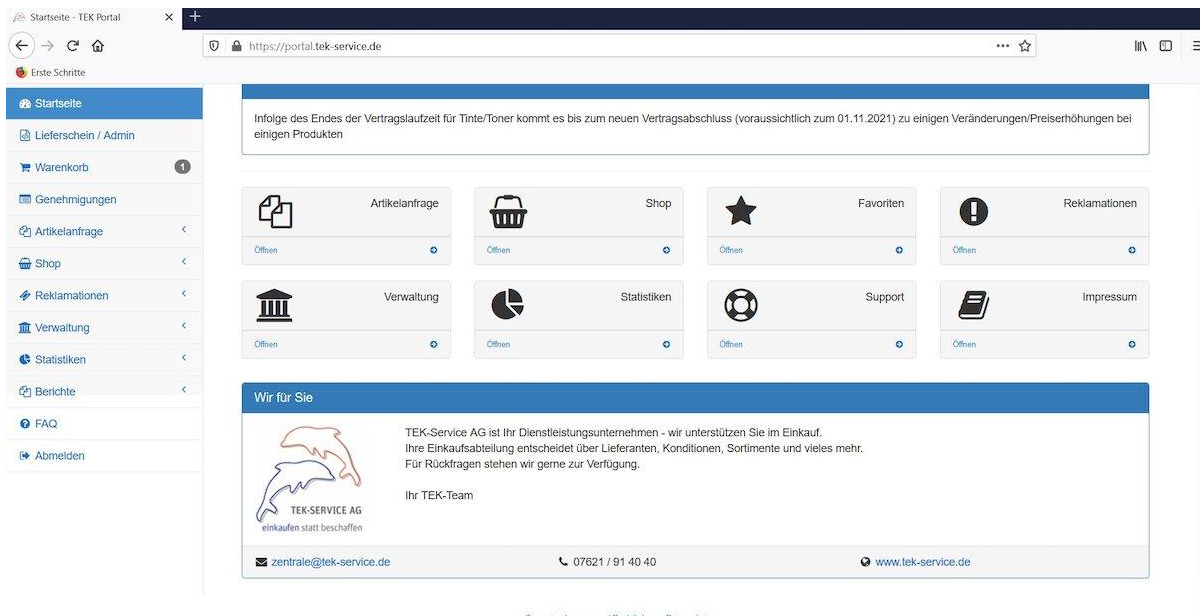 Startseite - TEK Portal
https://portal.tek-service.de
Erste Schritte
Startseite
Lieferschein / Admin
Warenkorb 1
Genehmigungen
Artikelanfrage
Shop
Reklamationen
Verwaltung
Statistiken
Berichte
FAQ
Abmelden
Infolge des Endes der Vertragslaufzeit für Tinte/Toner kommt es bis zum neuen Vertragsabschluss (voraussichtlich zum 01.11.2021) zu einigen Veränderungen/Preiserhöhungen bei
einigen Produkten
Artikelanfrage
Öffnen
Shop
Öffnen
Favoriten
Öffnen
Reklamationen
Öffnen
Verwaltung
Öffnen
Statistiken
Öffnen
Support
Öffnen
Impressum
Öffnen
Wir für Sie
TEK-SERVICE AG
einkaufen statt beschaffen
TEK-Service AG ist Ihr Dienstleistungsunternehmen - wir unterstützen Sie im Einkauf.
Ihre Einkaufsabteilung entscheidet über Lieferanten, Konditionen, Sortimente und vieles mehr.
Für Rückfragen stehen wir gerne zur Verfügung.
Ihr TEK-Team
zentrale@tek-service.de
07621 / 91 40 40
www.tek-service.de